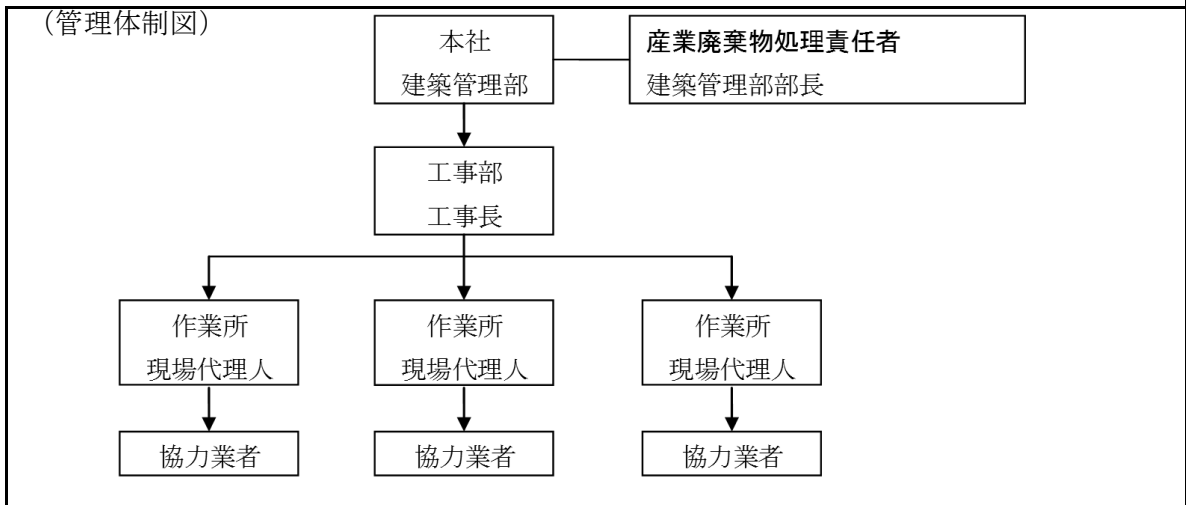 （管理体制図）
本社
建築管理部
産業廃棄物処理責任者
建築管理部部長
工事部
工事長
作業所
現場代理人
作業所
現場代理人
作業所
現場代理人
協力業者
協力業者
協力業者